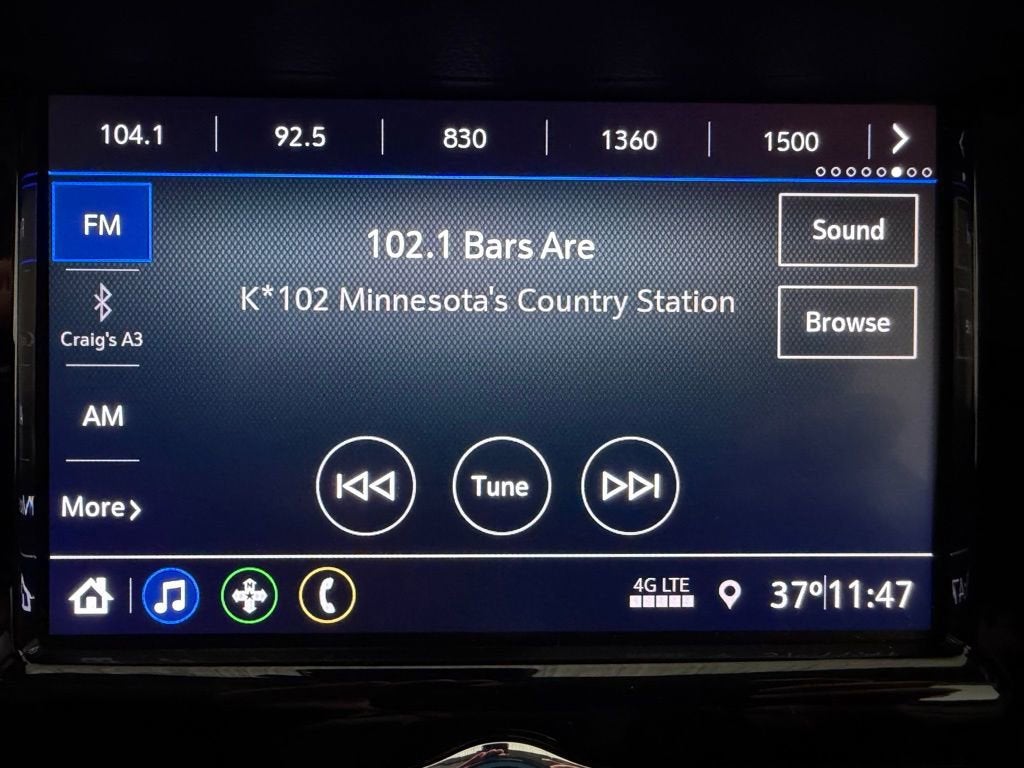 104.1 92.5 830 1360 1500
FM
102.1 Bars Are
Sound
K*102 Minnesota's Country Station
Browse
Craig's A3
AM
Tune
More
N
4G LTE
37° 11:47